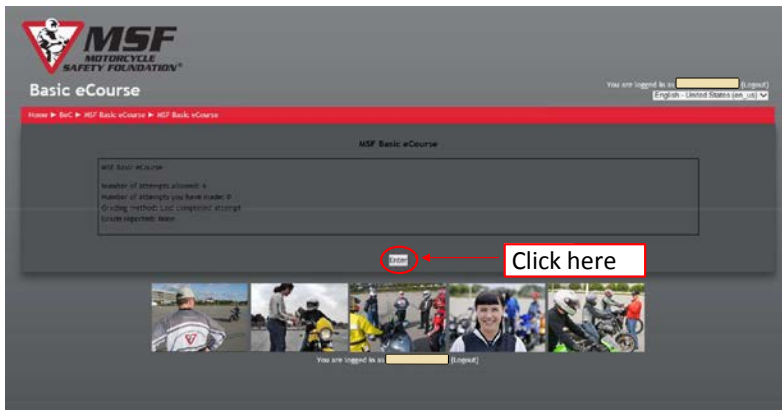 MSF
MOTORCYCLE
SAFETY FOUNDATION®
Basic eCourse
You are logged in as (Logout)
English - United States (en_us)
Home ► BeC ► MSF Basic eCourse ► MSF Basic eCourse
MSF Basic eCourse
MSF Basic eCourse
Number of attempts allowed: 6
Number of attempts you have made: 0
Grading method: Last completed attempt
Grade reported: None
Enter
Click here
You are logged in as (Logout)